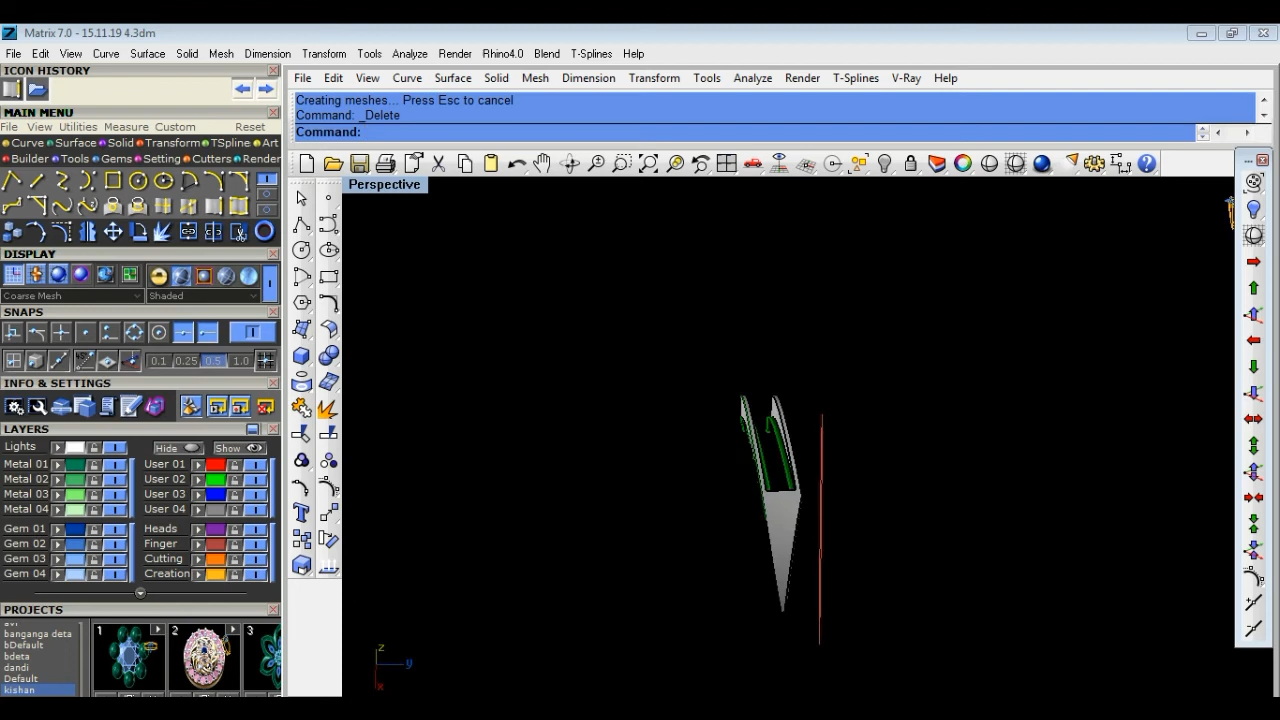 Matrix 7.0 - 15.11.19 4.3dm
File Edit View Curve Surface Solid Mesh Dimension Transform Tools Analyze Render Rhino4.0 Blend T-Splines Help
ICON HISTORY
MAIN MENU
File View Utilities Measure Custom Reset
Curve Surface Solid Transform TSpline Art
Builder Tools Gems Setting Cutters Render
DISPLAY
Coarse Mesh Shaded
SNAPS
0.1 0.25 0.5 1.0
INFO & SETTINGS
LAYERS
Lights Hide Show
Metal 01 User 01
Metal 02 User 02
Metal 03 User 03
Metal 04 User 04
Gem 01 Heads
Gem 02 Finger
Gem 03 Cutting
Gem 04 Creation
PROJECTS
banganga deta
bDefault
bdeta
dandi
Default
kishan
1 2 3
File Edit View Curve Surface Solid Mesh Dimension Transform Tools Analyze Render T-Splines V-Ray Help
Creating meshes... Press Esc to cancel
Command: _Delete
Command:
Perspective
z
y
x